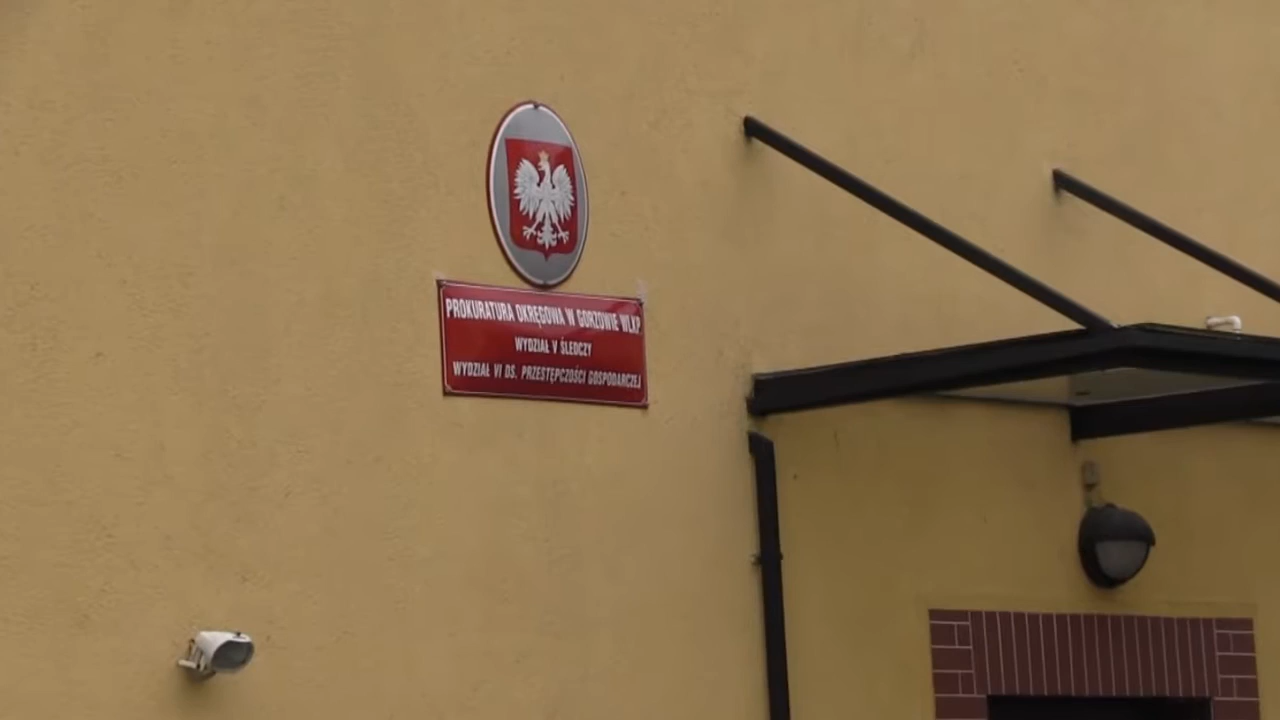 PROKURATURA OKRĘGOWA W GORZOWIE WLKP
WYDZIAŁ V ŚLEDCZY
WYDZIAŁ VI DS. PRZESTĘPCZOŚCI GOSPODARCZEJ